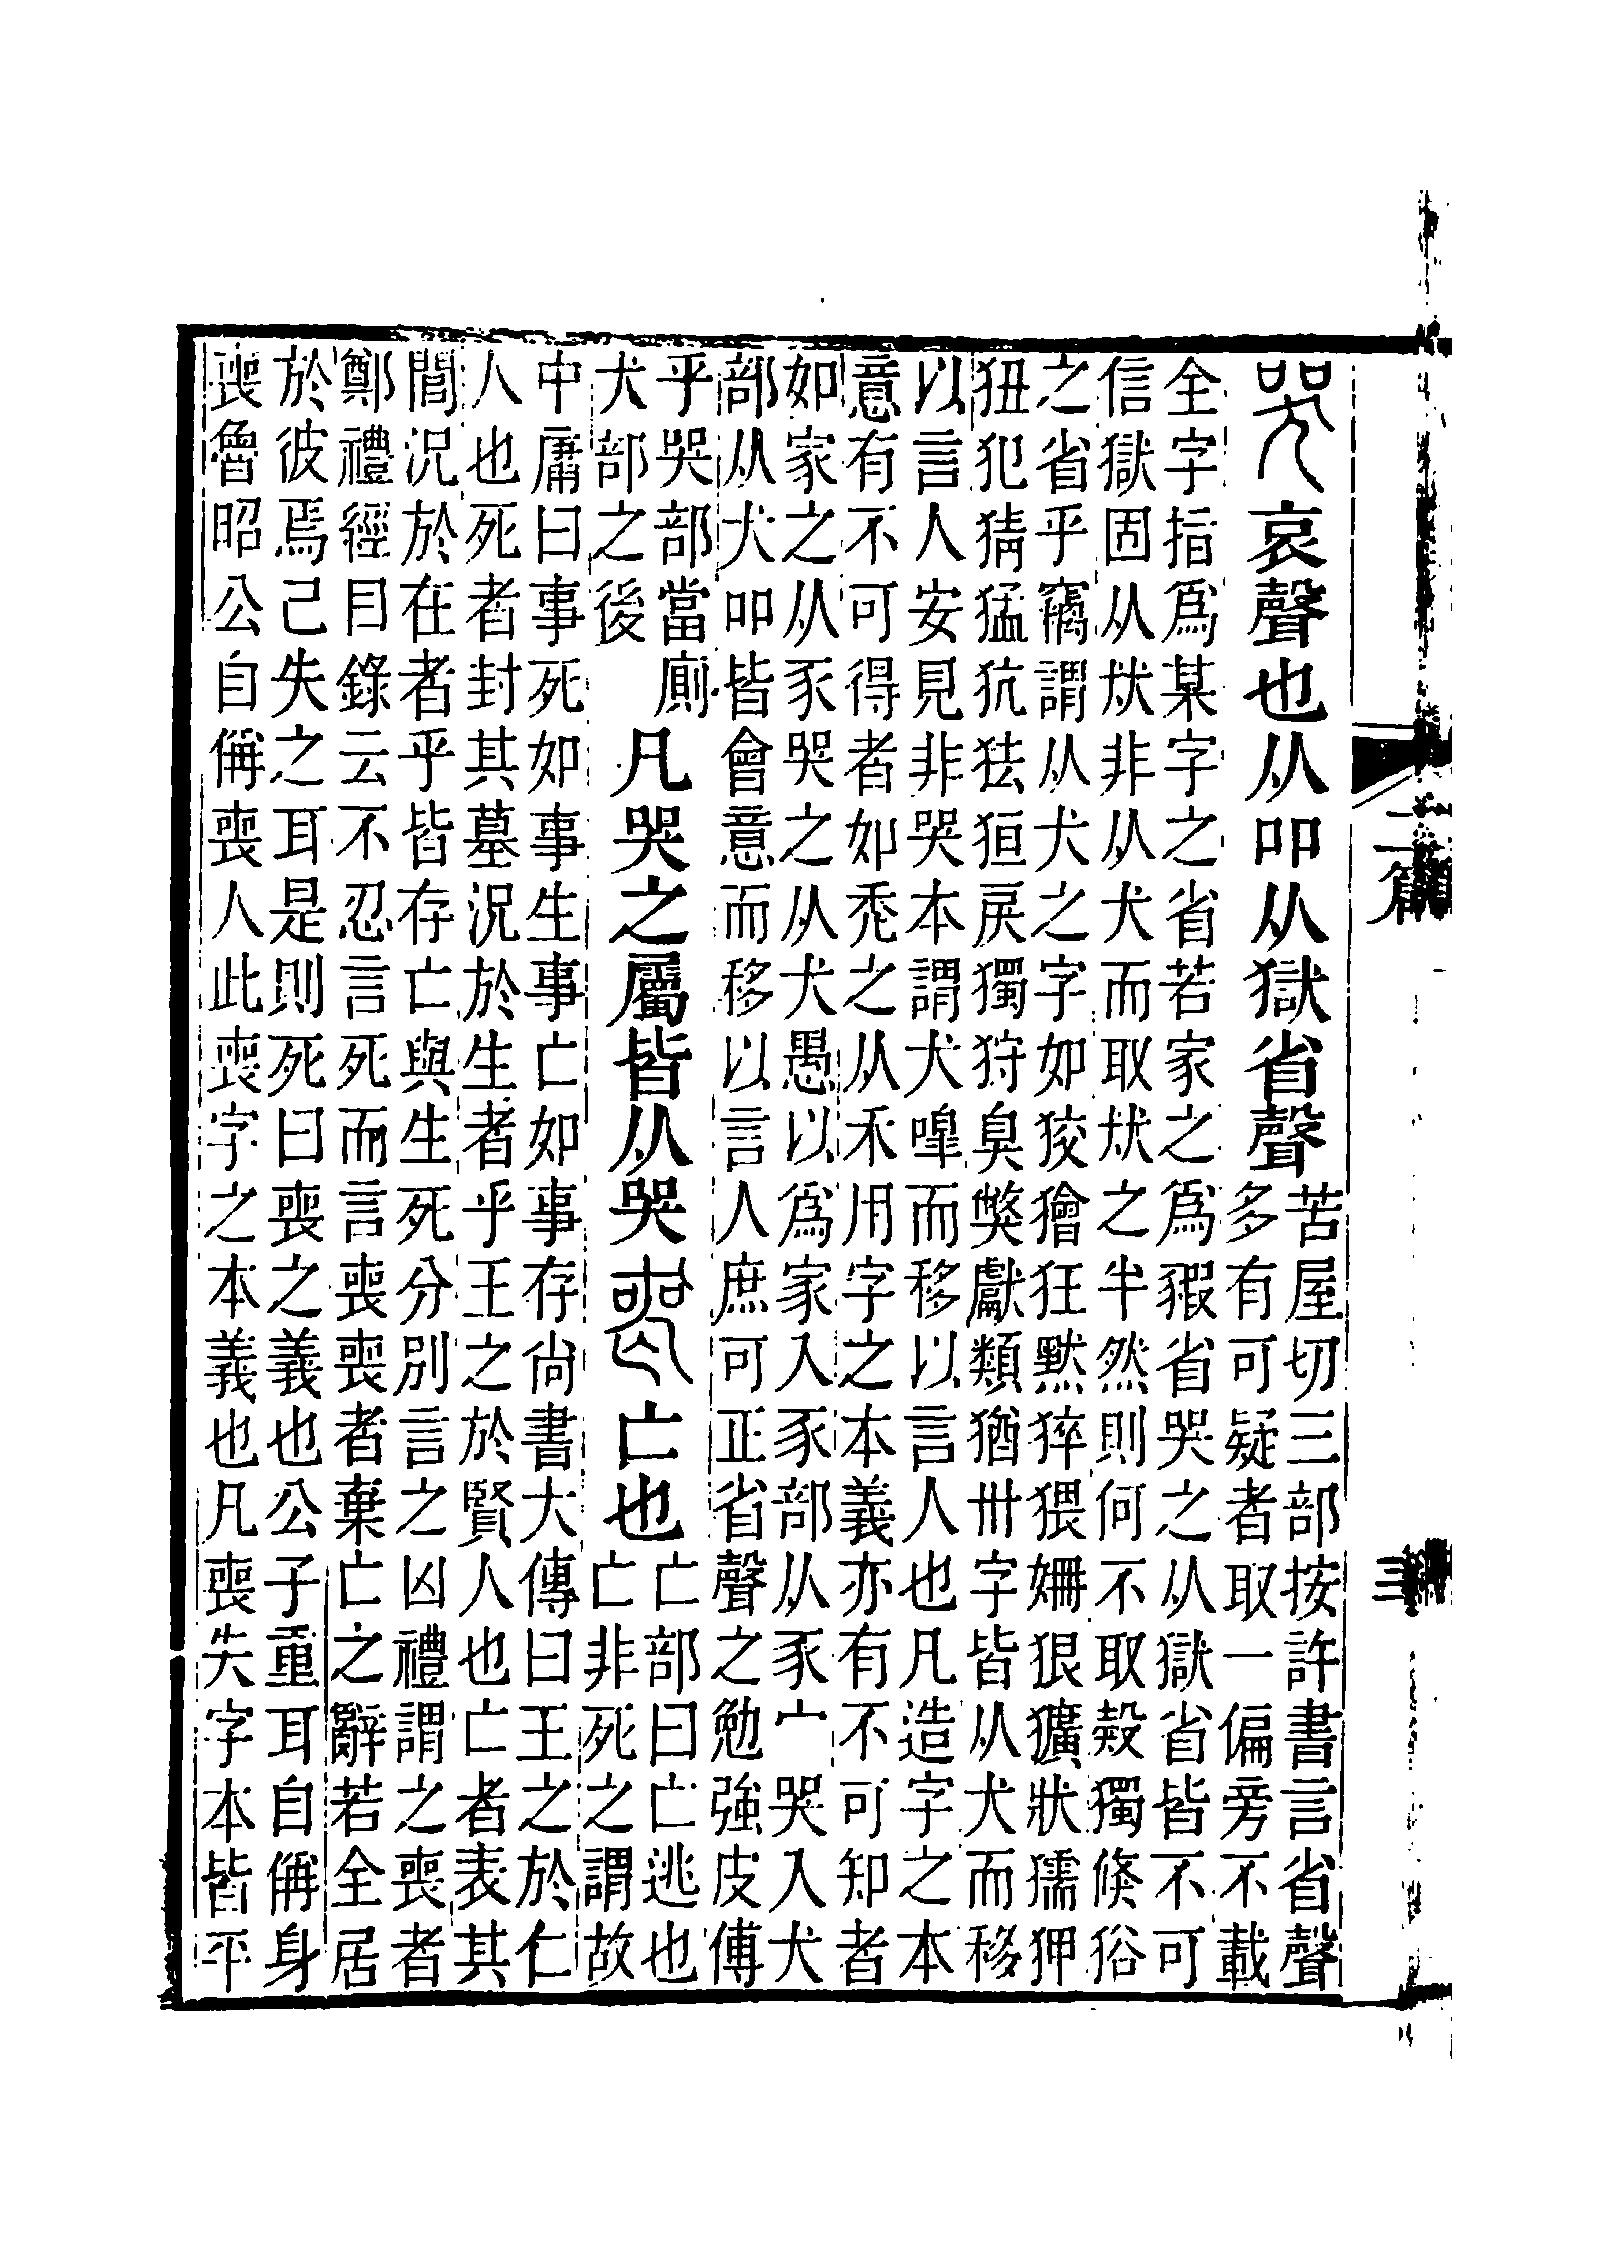 哭哀聲也从吅从獄省聲
苦屋切三部按許書言省聲
多有可疑者取一偏旁不載
全字指爲某字之省若家之爲豭省哭之从獄省皆不可
信獄固从㹜非从犬而取㹜之半然則何不取㲉獨倏狢
之省乎竊謂从犬之字如狡獪狂默猝猥姗狠獷狀獳狎
狃犯猜猛犺狜狟戾獨狩臭獘獻類猶卅字皆从犬而移
以言人安見非哭本謂犬嘷而移以言人也凡造字之本
意有不可得者如秃之从禾用字之本義亦有不可知者
如家之从豕哭之从犬愚以爲家入豕部从豕宀哭入犬
部从犬吅皆會意而移以言人庶可正省聲之勉強皮傅
乎哭部當廁
犬部之後
凡哭之屬皆从哭喪亡也
亡部曰亡逃也
亡非死之謂故
中庸曰事死如事生事亡如事存尙書大傳曰王之於仁
人也死者封其墓況於生者乎王之於賢人也亡者表其
閭況於在者乎皆存亡與生死分別言之凶禮謂之喪者
鄭禮經目錄云不忍言死而言喪喪者棄亡之辭若全居
於彼焉己失之耳是則死曰喪之義也公子重耳自偁身
喪魯昭公自偁喪人此喪字之本義也凡喪失字本皆平
二篇